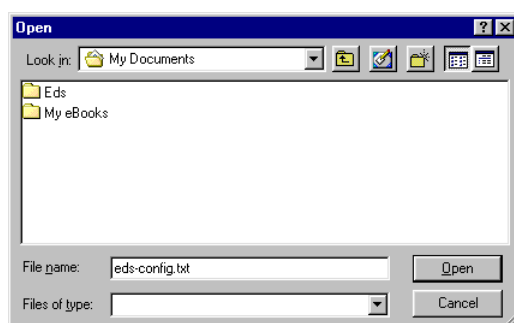 Open
Look in: My Documents
Eds
My eBooks
File name: eds-config.txt Open
Files of type: Cancel